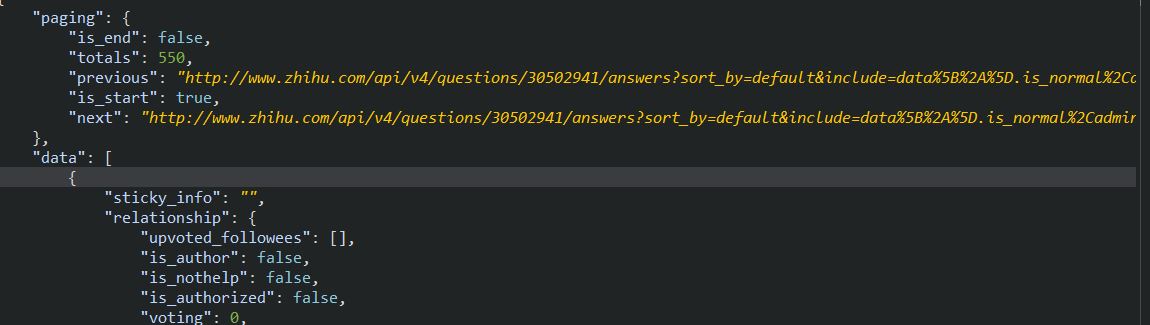 "paging": {
"is_end": false,
"totals": 550,
"previous": "http://www.zhihu.com/api/v4/questions/30502941/answers?sort_by=default&include=data%5B%2A%5D.is_normal%2C
"is_start": true,
"next": "http://www.zhihu.com/api/v4/questions/30502941/answers?sort_by=default&include=data%5B%2A%5D.is_normal%2Cadmin
},
"data": [
{
"sticky_info": "",
"relationship": {
"upvoted_followees": [],
"is_author": false,
"is_nothelp": false,
"is_authorized": false,
"voting": 0,